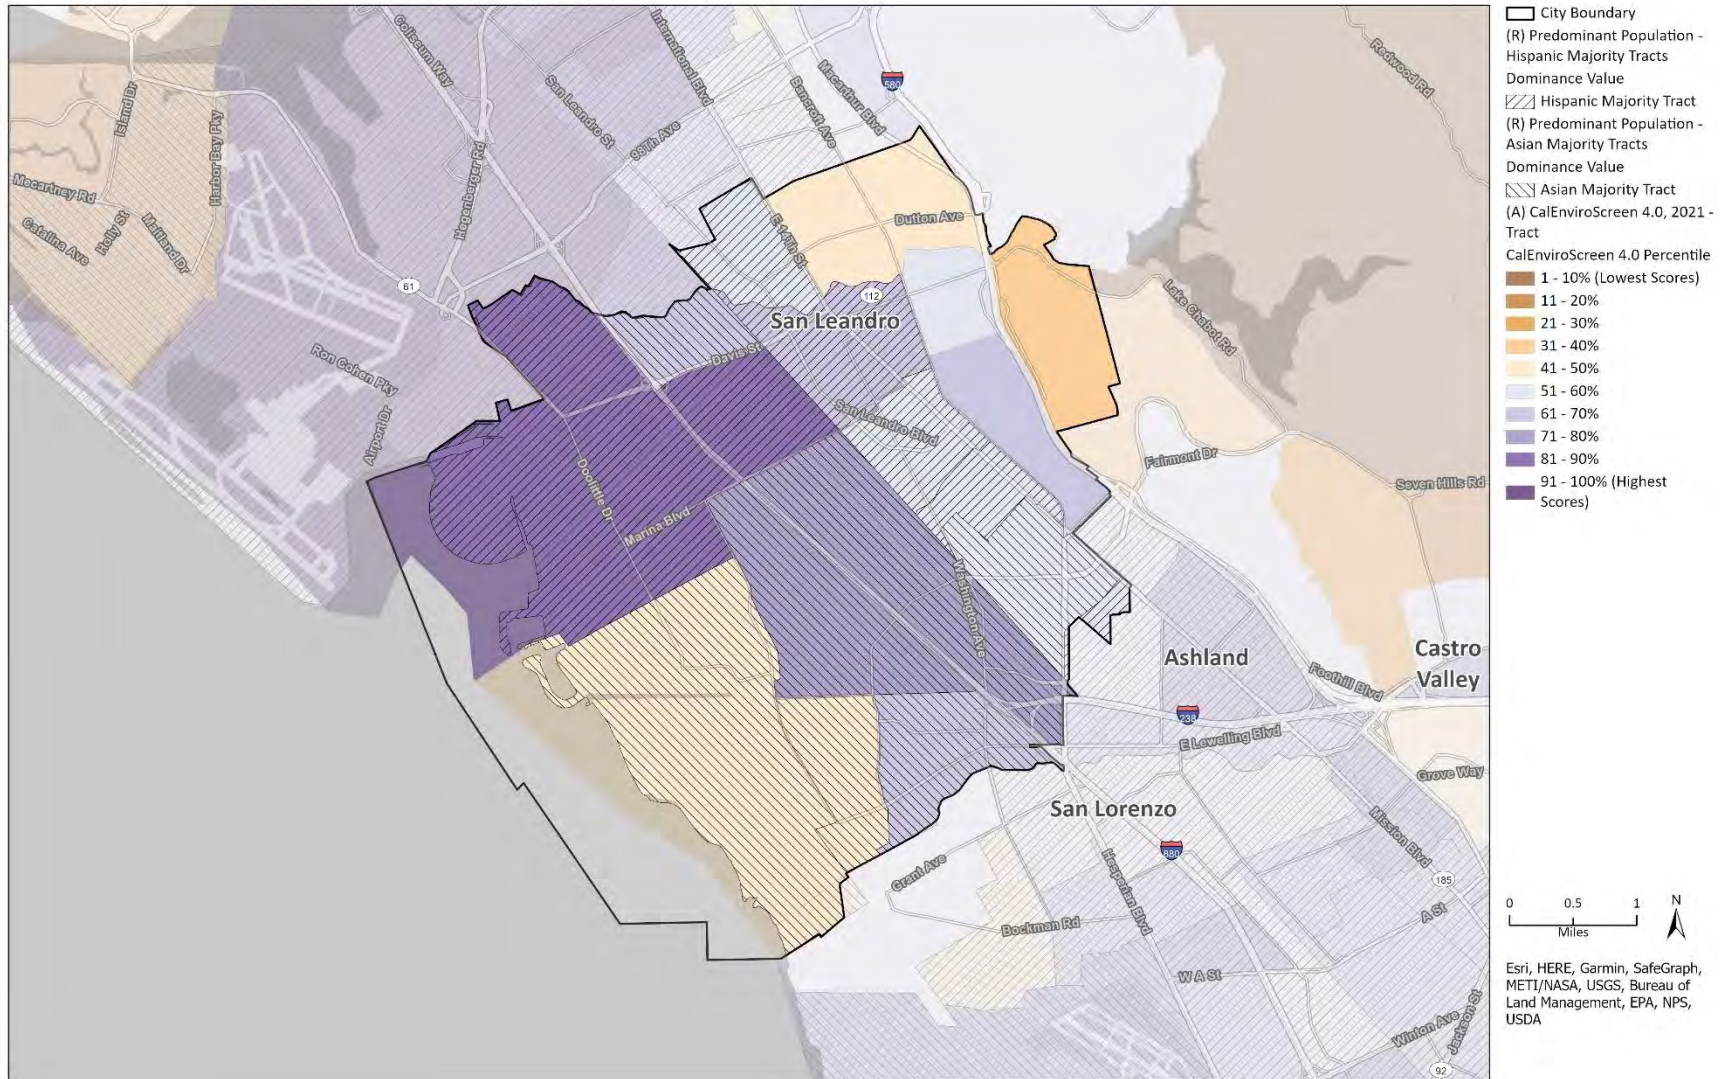 Coliseum Way
San Leandro St
International Blvd
Bancroft Ave
Macarthur Blvd
580
Redwood Rd
Island Dr
Harbor Bay Pky
98Th Ave
Hegenberger Rd
Mecartney Rd
Holly St
Maitland Dr
Catalina Ave
E 14Th St
Dutton Ave
61
112
San Leandro
Lake Chabot Rd
Ron Cohen Pky
Davis St
Airport Dr
San Leandro Blvd
Fairmont Dr
Seven Hills Rd
Doolittle Dr
Marina Blvd
Washington Ave
Ashland
Castro
Valley
Foothill Blvd
238
E Lewelling Blvd
Grove Way
San Lorenzo
880
Mission Blvd
Grant Ave
Hesperian Blvd
185
A St
Bockman Rd
W A St
Winton Ave
Jackson St
92
City Boundary
(R) Predominant Population -
Hispanic Majority Tracts
Dominance Value
Hispanic Majority Tract
(R) Predominant Population -
Asian Majority Tracts
Dominance Value
Asian Majority Tract
(A) CalEnviroScreen 4.0, 2021 -
Tract
CalEnviroScreen 4.0 Percentile
1 - 10% (Lowest Scores)
11 - 20%
21 - 30%
31 - 40%
41 - 50%
51 - 60%
61 - 70%
71 - 80%
81 - 90%
91 - 100% (Highest
Scores)
0 0.5 1
Miles
N
Esri, HERE, Garmin, SafeGraph,
METI/NASA, USGS, Bureau of
Land Management, EPA, NPS,
USDA